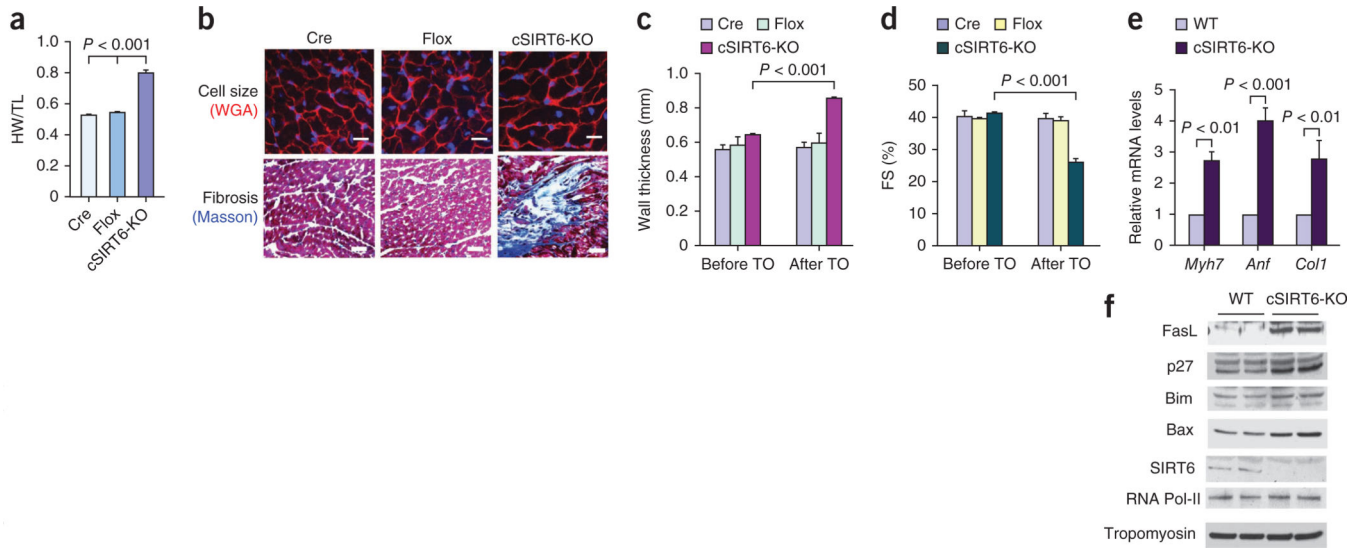 a
P < 0.001
HW/TL
1.0
0.8
0.6
0.4
0.2
0
Cre
Flox
cSIRT6-KO
b
Cre
Flox
cSIRT6-KO
Cell size
(WGA)
Fibrosis
(Masson)
c
Cre
Flox
cSIRT6-KO
P < 0.001
Wall thickness (mm)
1.0
0.8
0.6
0.4
0.2
0
Before TO
After TO
d
Cre
Flox
cSIRT6-KO
P < 0.001
FS (%)
50
40
30
20
10
0
Before TO
After TO
e
WT
cSIRT6-KO
P < 0.001
P < 0.01
P < 0.01
Relative mRNA levels
5
4
3
2
1
0
Myh7
Anf
Col1
f
WT
cSIRT6-KO
FasL
p27
Bim
Bax
SIRT6
RNA Pol-II
Tropomyosin